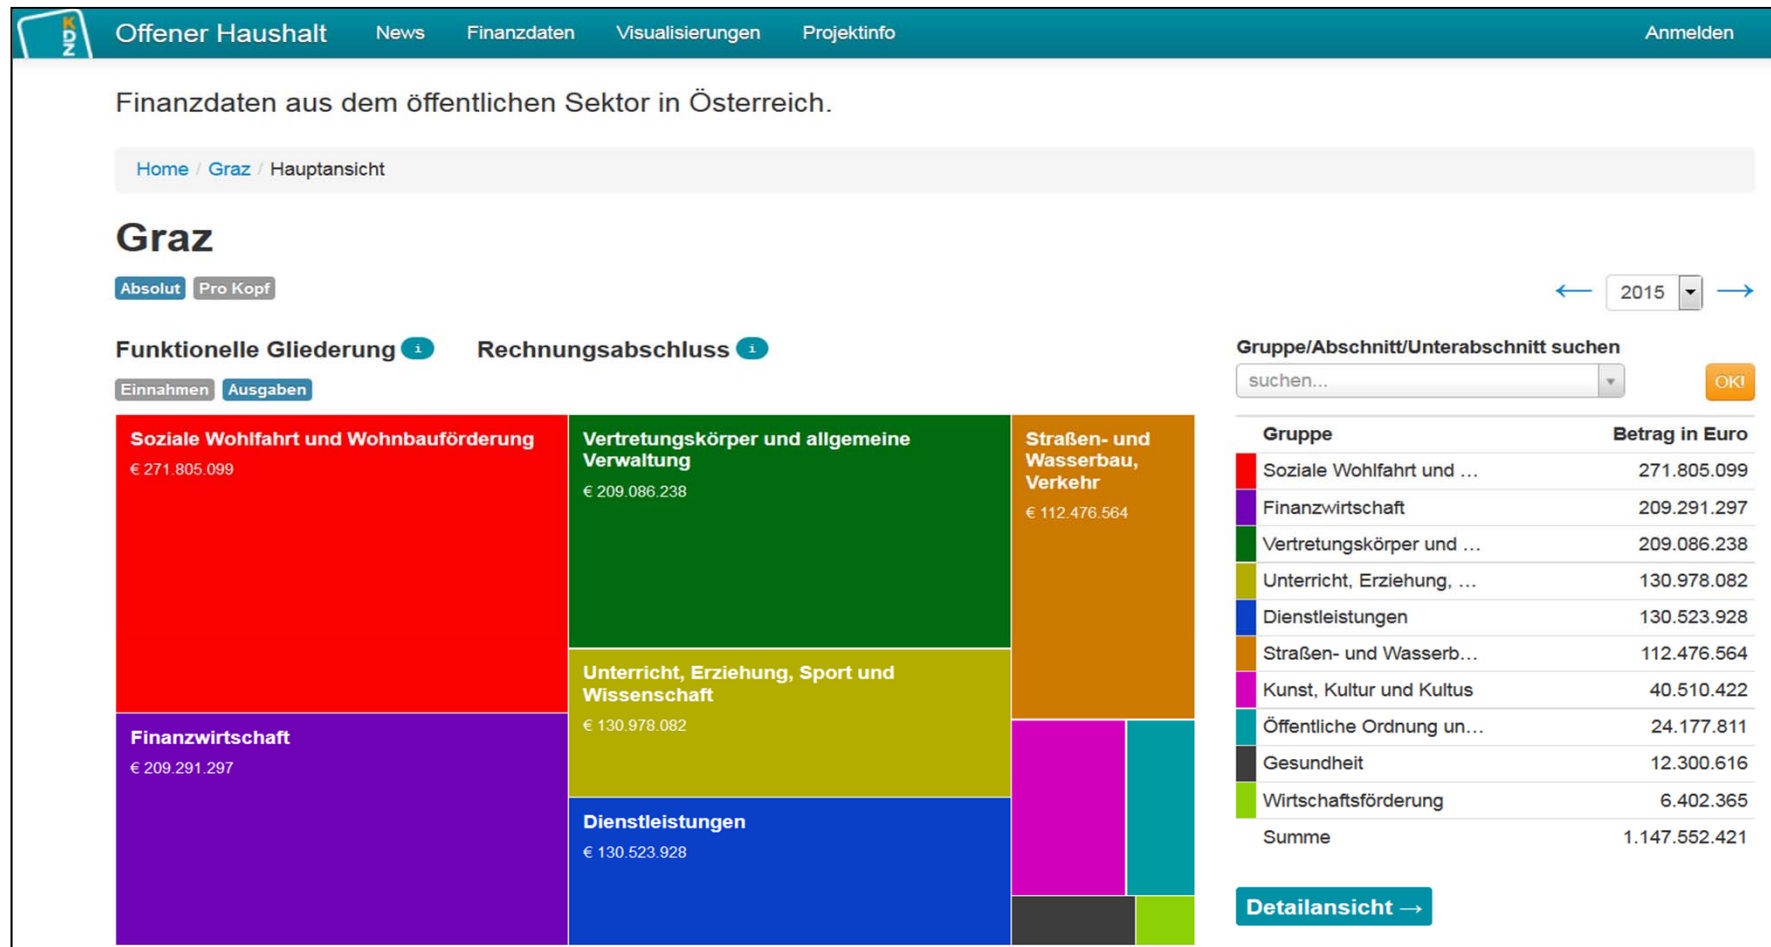 KDZ
Offener Haushalt News Finanzdaten Visualisierungen Projektinfo Anmelden
Finanzdaten aus dem öffentlichen Sektor in Österreich.
Home / Graz / Hauptansicht
Graz
Absolut Pro Kopf
← 2015 →
Funktionelle Gliederung i Rechnungsabschluss i
Einnahmen Ausgaben
Soziale Wohlfahrt und Wohnbauförderung
€ 271.805.099
Finanzwirtschaft
€ 209.291.297
Vertretungskörper und allgemeine
Verwaltung
€ 209.086.238
Unterricht, Erziehung, Sport und
Wissenschaft
€ 130.978.082
Dienstleistungen
€ 130.523.928
Straßen- und
Wasserbau,
Verkehr
€ 112.476.564
Gruppe/Abschnitt/Unterabschnitt suchen
suchen... OK!
Gruppe Betrag in Euro
Soziale Wohlfahrt und ... 271.805.099
Finanzwirtschaft 209.291.297
Vertretungskörper und ... 209.086.238
Unterricht, Erziehung, ... 130.978.082
Dienstleistungen 130.523.928
Straßen- und Wasserb... 112.476.564
Kunst, Kultur und Kultus 40.510.422
Öffentliche Ordnung un... 24.177.811
Gesundheit 12.300.616
Wirtschaftsförderung 6.402.365
Summe 1.147.552.421
Detailansicht →